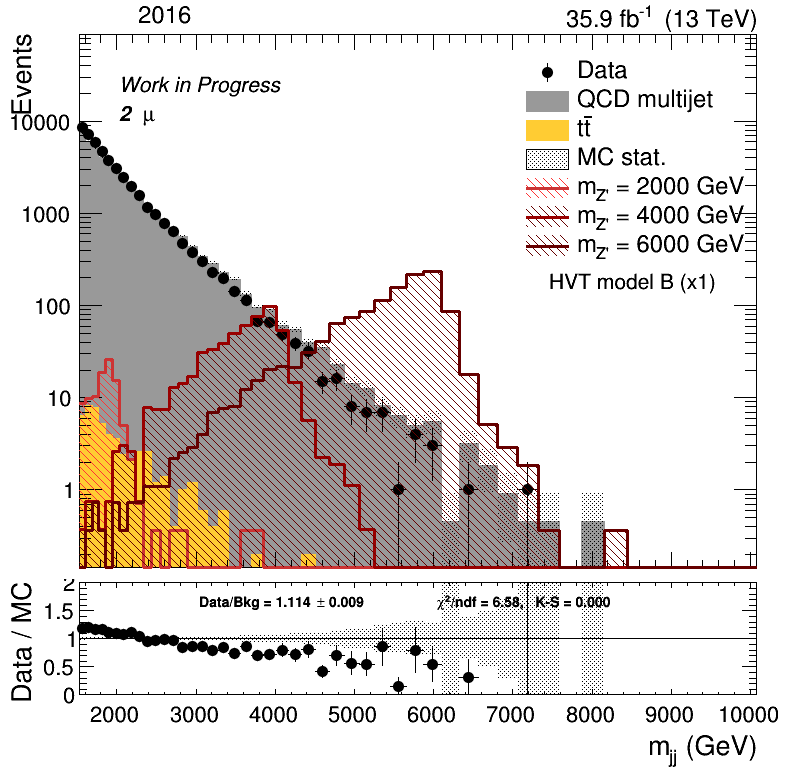 2016
35.9 fb⁻¹ (13 TeV)
Events
Work in Progress
2 μ
Data
QCD multijet
tt̄
MC stat.
m_Z' = 2000 GeV
m_Z' = 4000 GeV
m_Z' = 6000 GeV
HVT model B (x1)
10000
1000
100
10
1
Data / MC
2
1.5
1
0.5
0
Data/Bkg = 1.114 ± 0.009
χ²/ndf = 6.58, K-S = 0.000
2000 3000 4000 5000 6000 7000 8000 9000 10000
m_jj (GeV)